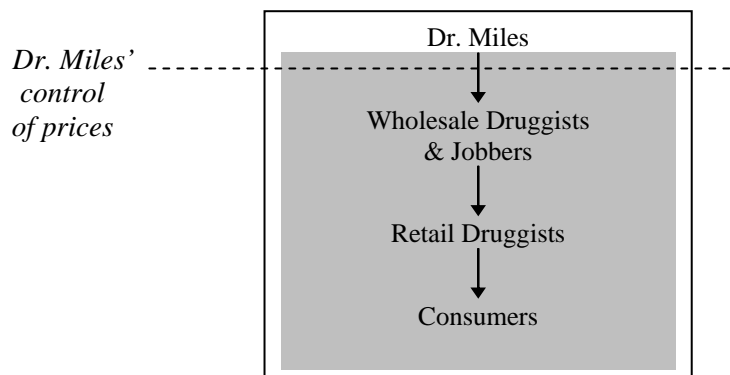 Dr. Miles
Dr. Miles’
control
of prices
Wholesale Druggists
& Jobbers
Retail Druggists
Consumers